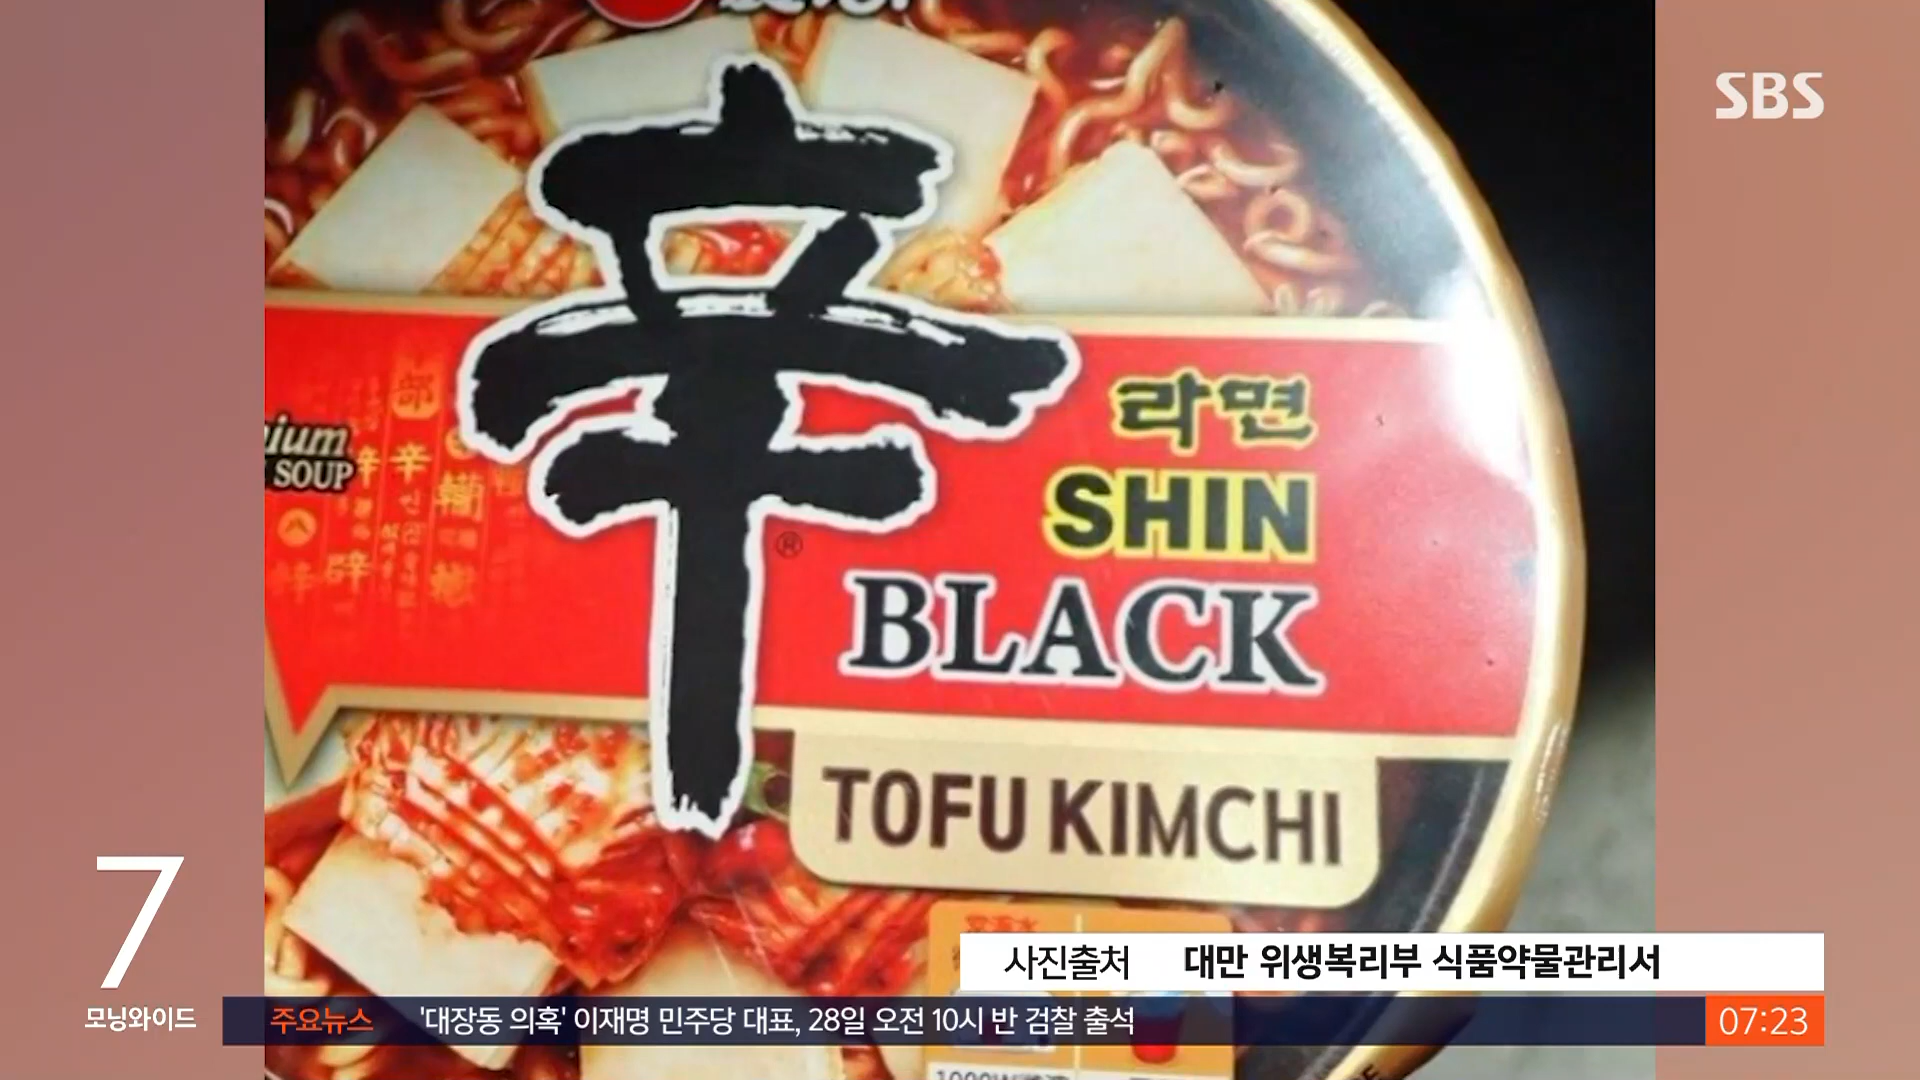 SBS
辛
®
라면
SHIN
BLACK
SOUP
TOFU KIMCHI
7
모닝와이드
사진출처 대만 위생복리부 식품약물관리서
주요뉴스 '대장동 의혹' 이재명 민주당 대표, 28일 오전 10시 반 검찰 출석
07:23